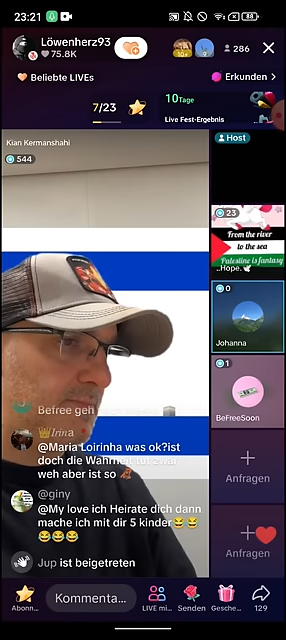 23:21
88
Löwenherz93
75.8K
10+
286
Beliebte LIVEs
Erkunden >
7/23
10Tage
Live Fest-Ergebnis
Kian Kermanshahi
544
Host
23
From the river
to the sea
Palestine is fantasy
..Hope.
0
Johanna
1
BeFreeSoon
Befree geh
Irina
@Maria Loirinha was ok?ist
doch die Wahrheit tut zwar
weh aber ist so
@giny
@My love ich Heirate dich dann
mache ich mit dir 5 kinder
Jup ist beigetreten
Anfragen
Anfragen
Abonn...
Kommenta...
LIVE mi...
Senden
Gesche...
129